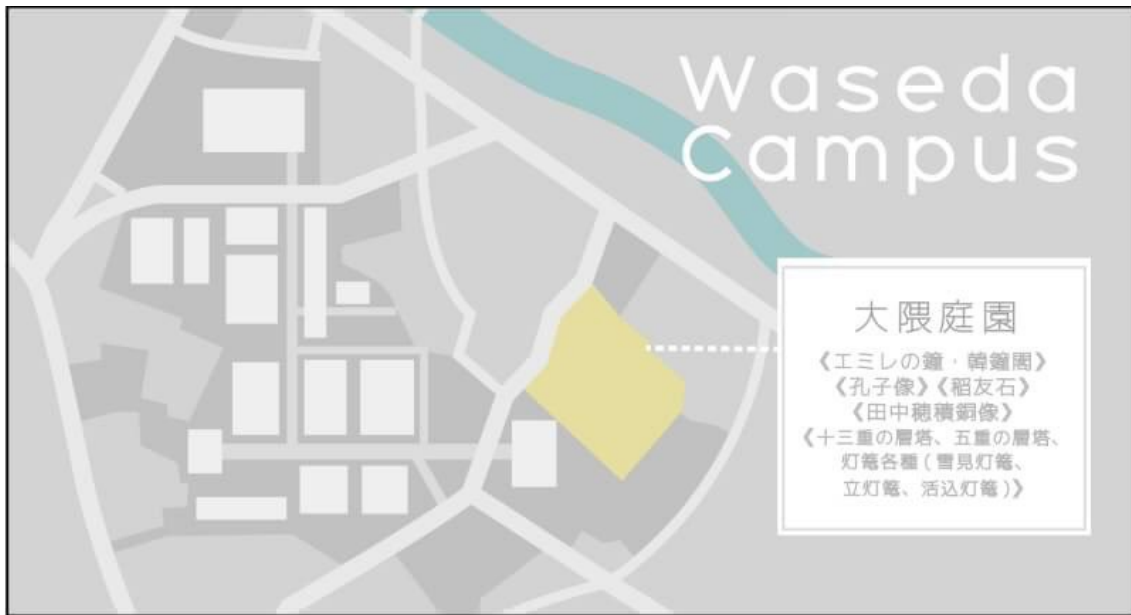 Waseda
Campus
大隈庭園
《エミレの鐘・韓鐘閣》
《孔子像》《稲友石》
《田中穂積銅像》
《十三重の層塔、五重の層塔、
灯篭各種(雪見灯篭、
立灯篭、活込灯篭)》